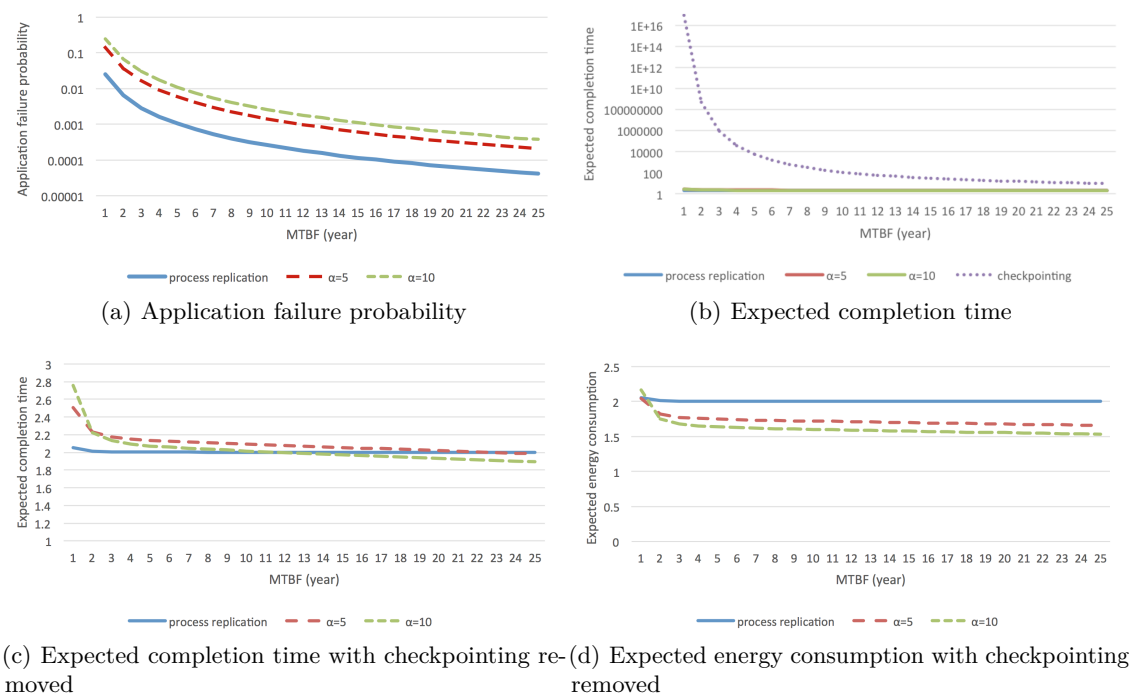 1
0.1
0.01
0.001
0.0001
0.00001
Application failure probability
1 2 3 4 5 6 7 8 9 10 11 12 13 14 15 16 17 18 19 20 21 22 23 24 25
MTBF (year)
process replication α=5 α=10
(a) Application failure probability
1E+16
1E+14
1E+12
1E+10
100000000
1000000
10000
100
1
Expected completion time
1 2 3 4 5 6 7 8 9 10 11 12 13 14 15 16 17 18 19 20 21 22 23 24 25
MTBF (year)
process replication α=5 α=10 checkpointing
(b) Expected completion time
3
2.8
2.6
2.4
2.2
2
1.8
1.6
1.4
1.2
1
Expected completion time
1 2 3 4 5 6 7 8 9 10 11 12 13 14 15 16 17 18 19 20 21 22 23 24 25
MTBF (year)
process replication α=5 α=10
(c) Expected completion time with checkpointing re-
moved
2.5
2
1.5
1
0.5
0
Expected energy consumption
1 2 3 4 5 6 7 8 9 10 11 12 13 14 15 16 17 18 19 20 21 22 23 24 25
MTBF (year)
process replication α=5 α=10
(d) Expected energy consumption with checkpointing
removed